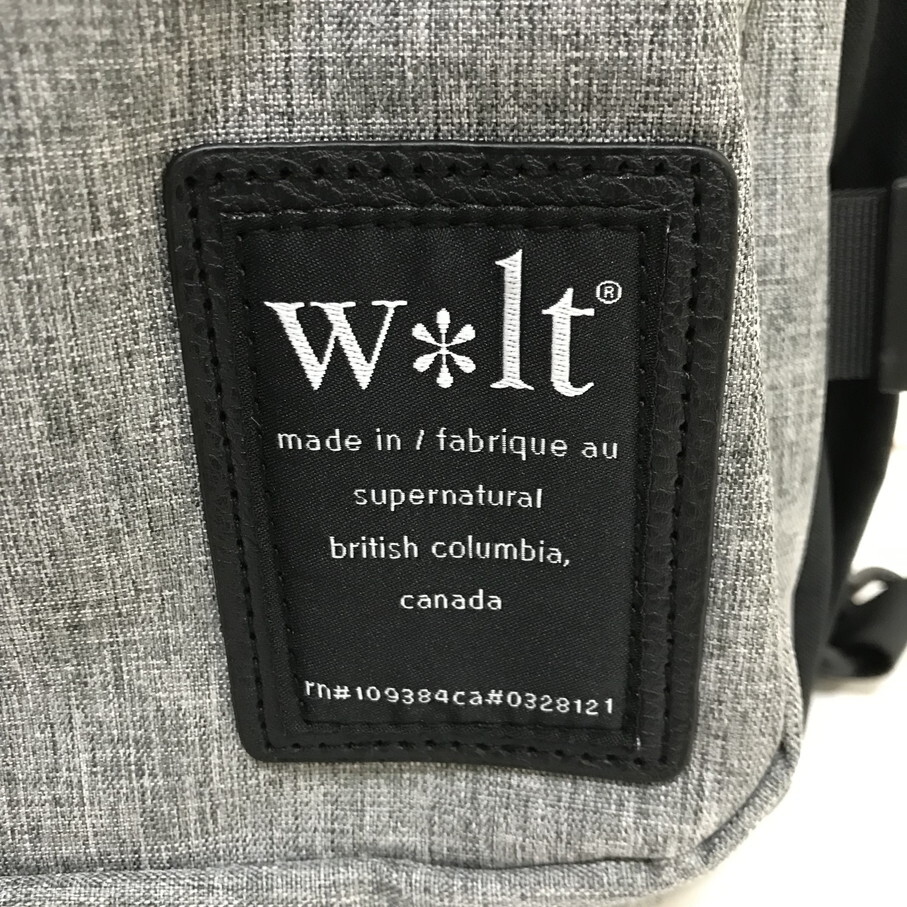 w*lt®
made in / fabrique au
supernatural
british columbia,
canada
rn#109384ca#0328121